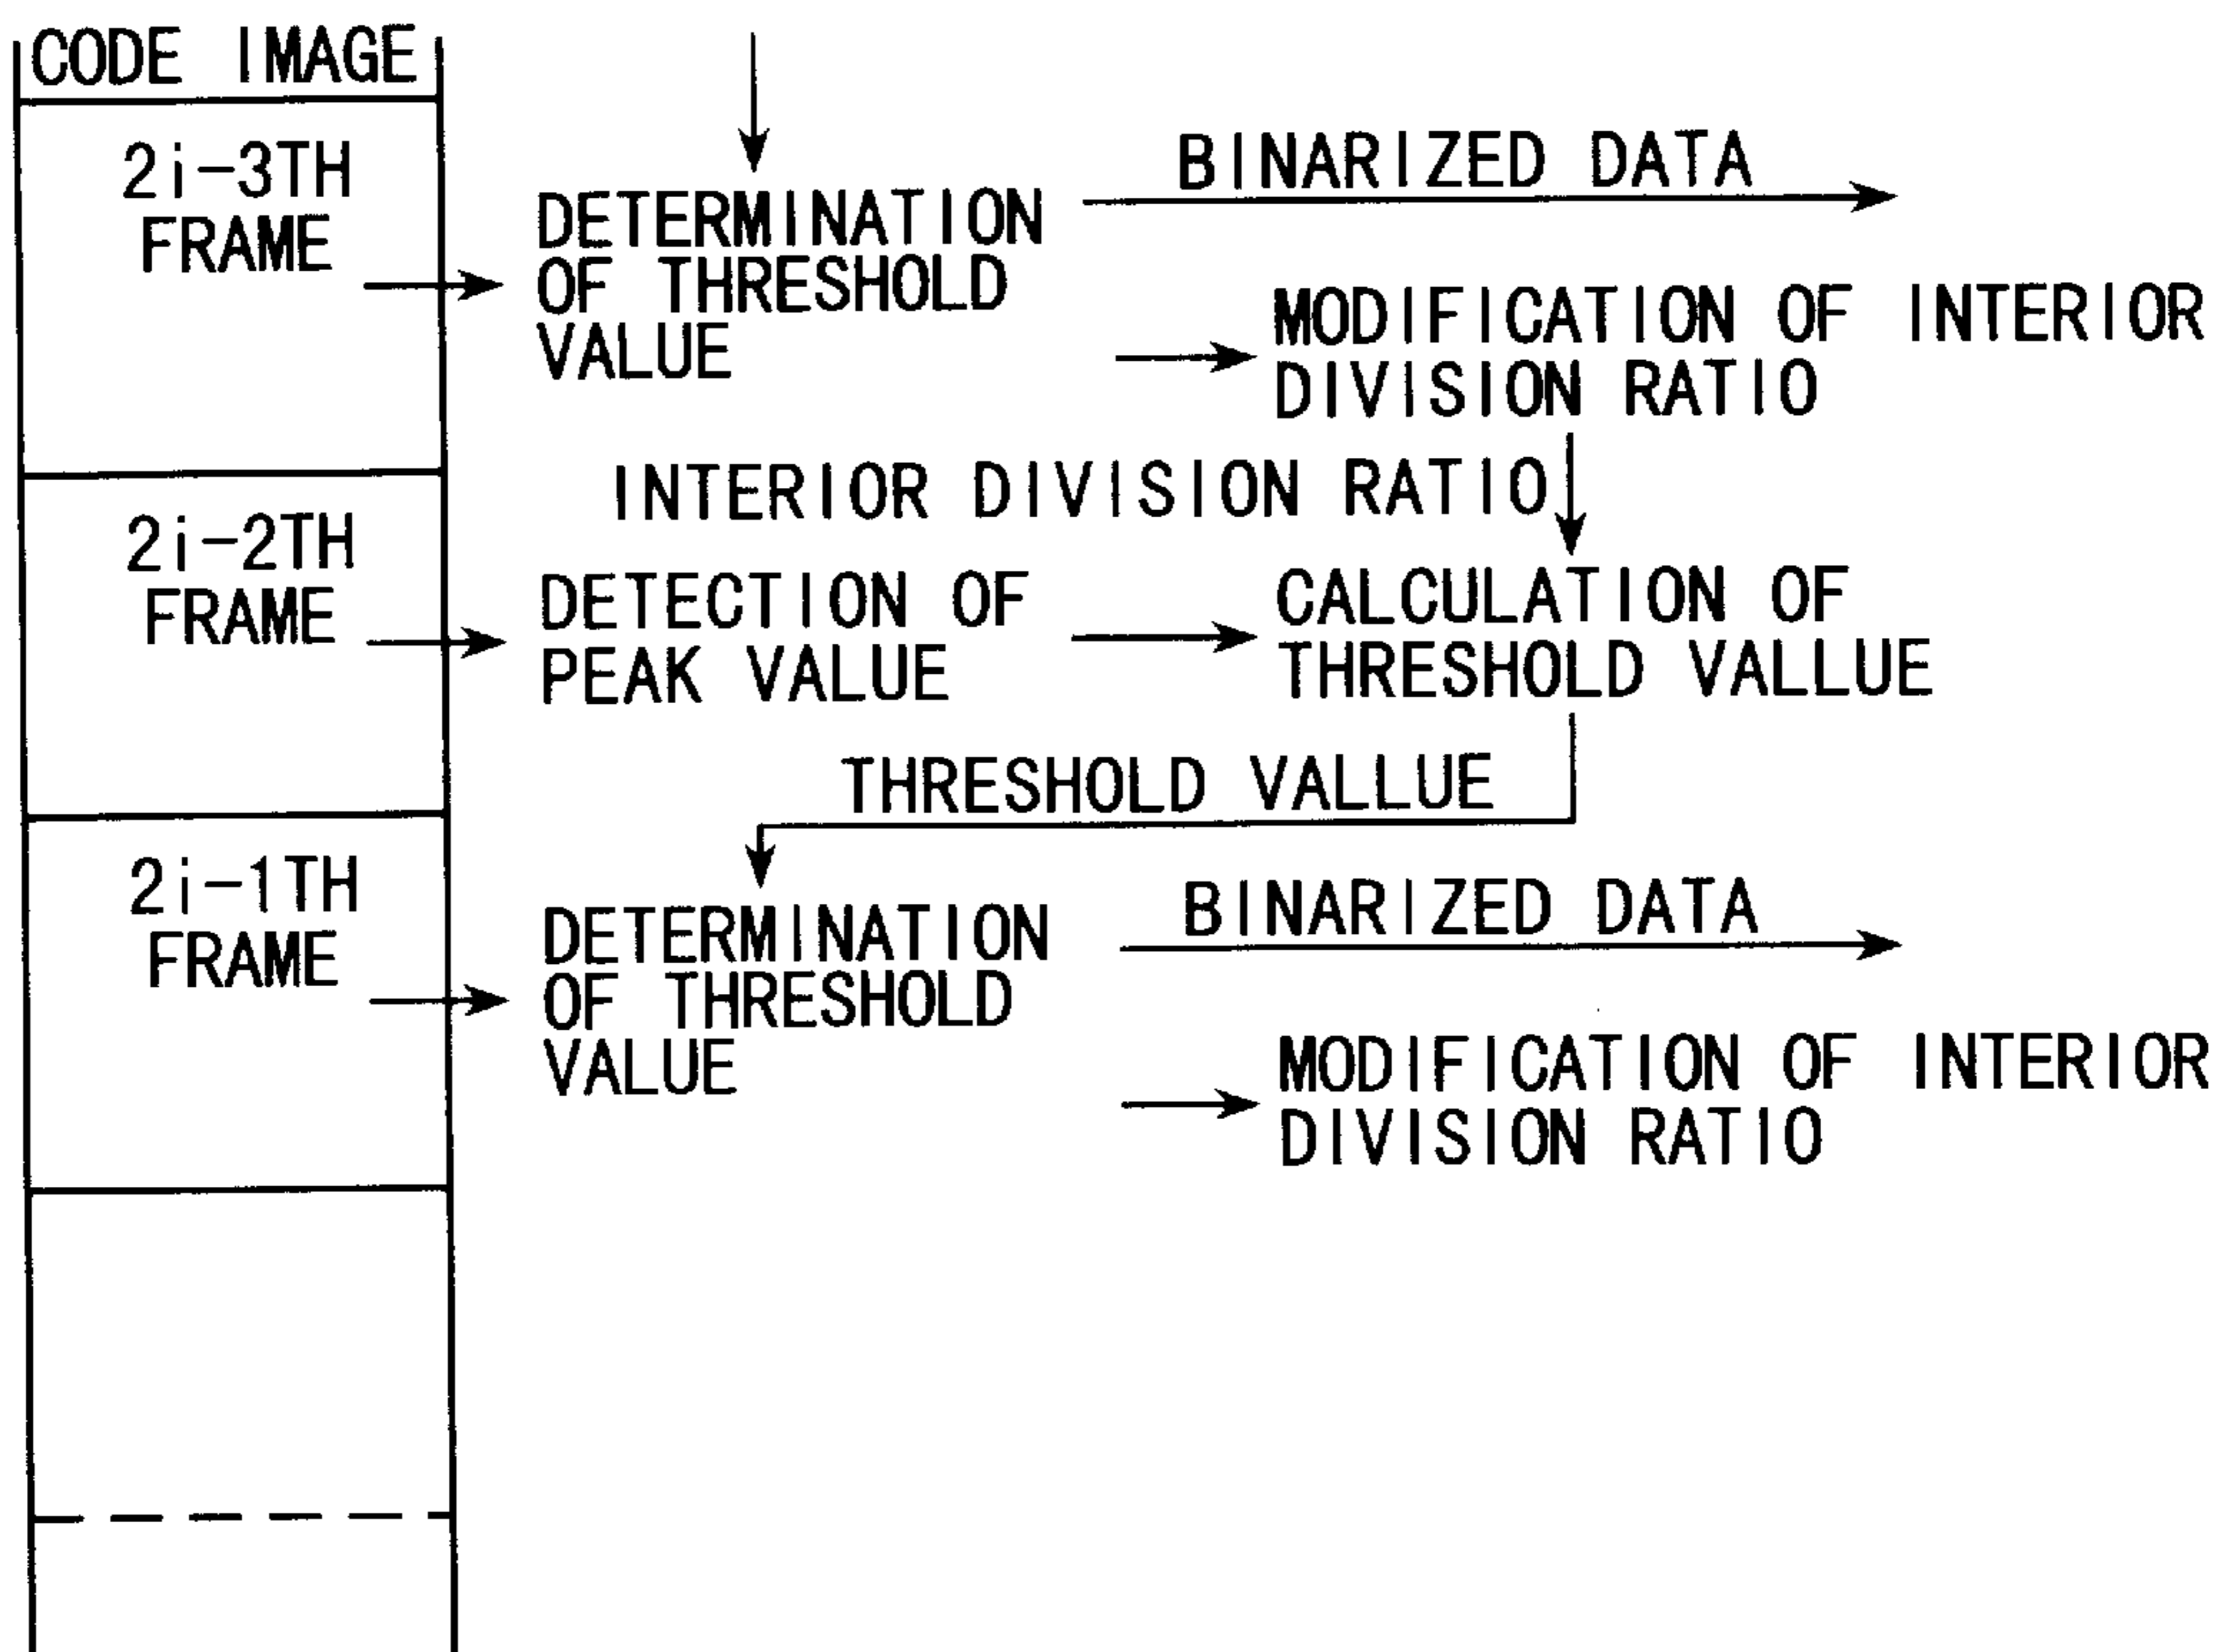 CODE IMAGE
2i-3TH
FRAME
DETERMINATION
OF THRESHOLD
VALUE
BINARIZED DATA
MODIFICATION OF INTERIOR
DIVISION RATIO
INTERIOR DIVISION RATIO
2i-2TH
FRAME
DETECTION OF
PEAK VALUE
CALCULATION OF
THRESHOLD VALLUE
THRESHOLD VALLUE
2i-1TH
FRAME
DETERMINATION
OF THRESHOLD
VALUE
BINARIZED DATA
MODIFICATION OF INTERIOR
DIVISION RATIO